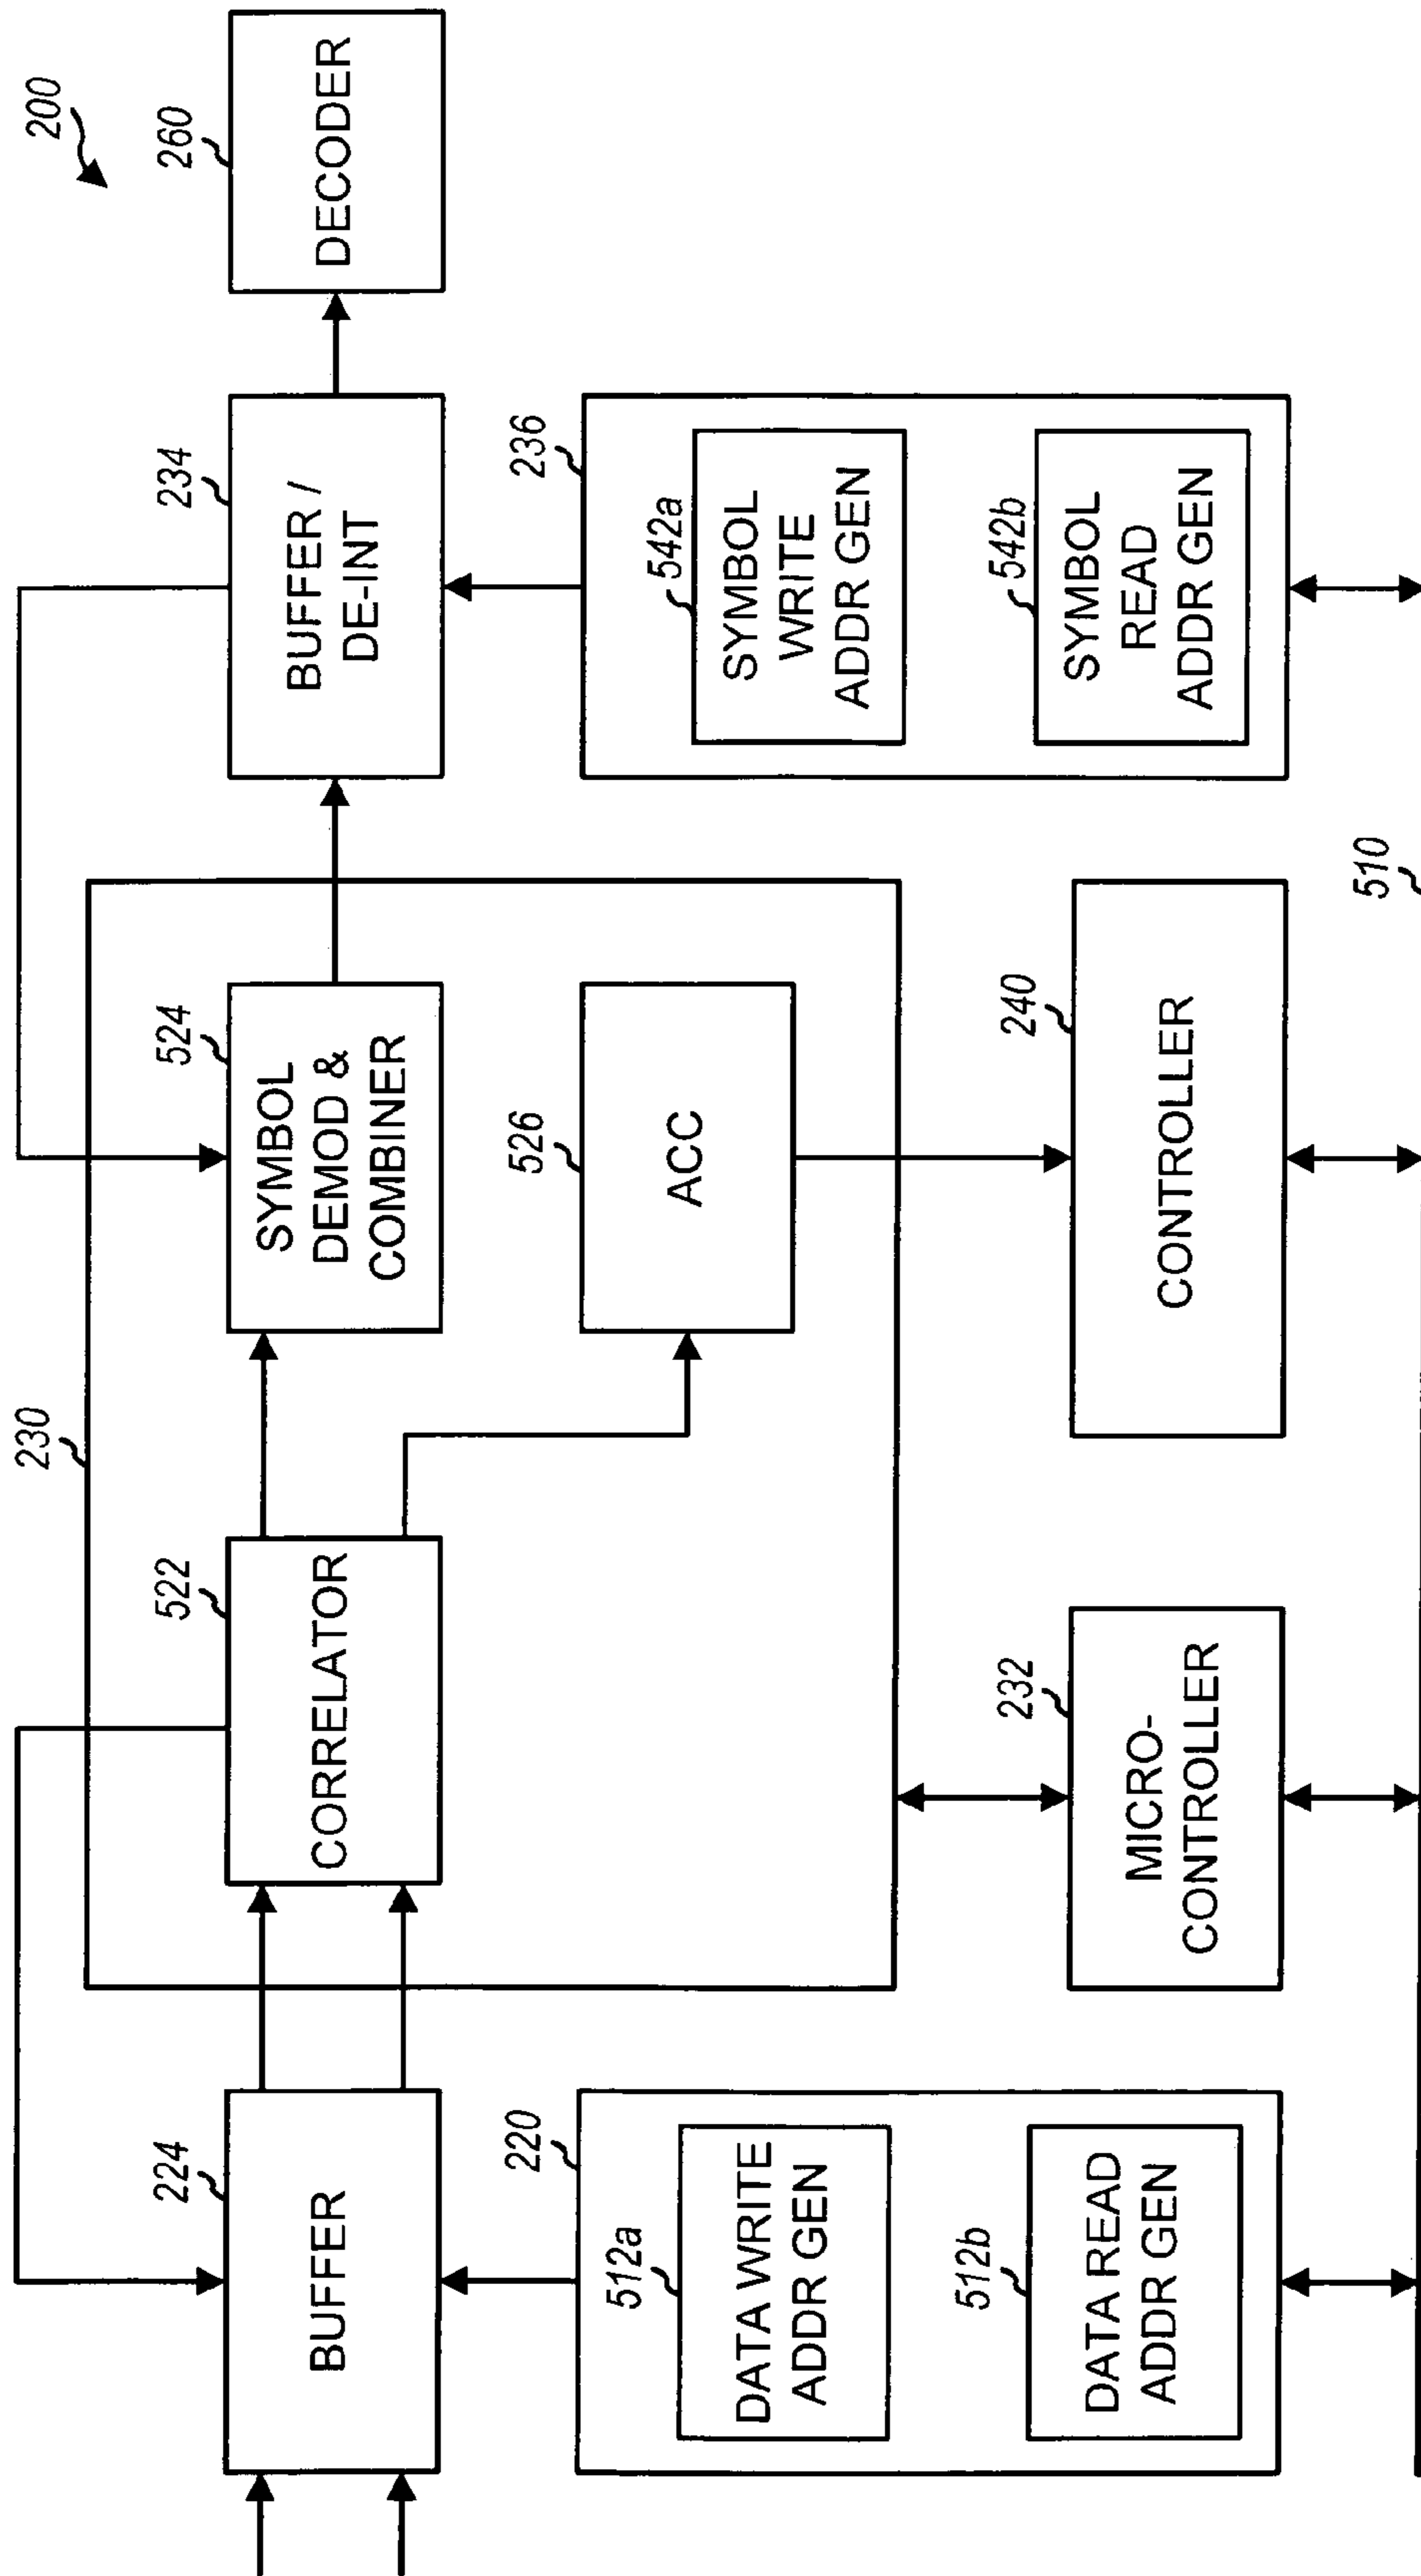 200
224
BUFFER
230
522
CORRELATOR
524
SYMBOL
DEMOD &
COMBINER
234
BUFFER /
DE-INT
260
DECODER
220
512a
DATA WRITE
ADDR GEN
512b
DATA READ
ADDR GEN
526
ACC
236
542a
SYMBOL
WRITE
ADDR GEN
542b
SYMBOL
READ
ADDR GEN
232
MICRO-
CONTROLLER
240
CONTROLLER
510